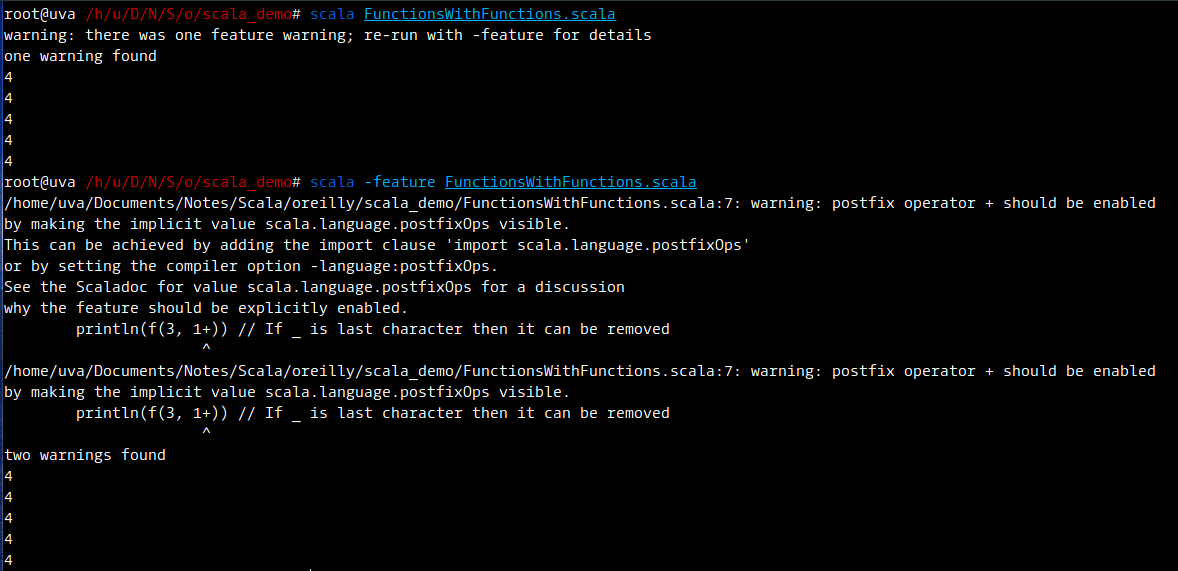 root@uva /h/u/D/N/S/o/scala_demo# scala FunctionsWithFunctions.scala
warning: there was one feature warning; re-run with -feature for details
one warning found
4
4
4
4
4
root@uva /h/u/D/N/S/o/scala_demo# scala -feature FunctionsWithFunctions.scala
/home/uva/Documents/Notes/Scala/oreilly/scala_demo/FunctionsWithFunctions.scala:7: warning: postfix operator + should be enabled
by making the implicit value scala.language.postfixOps visible.
This can be achieved by adding the import clause 'import scala.language.postfixOps'
or by setting the compiler option -language:postfixOps.
See the Scaladoc for value scala.language.postfixOps for a discussion
why the feature should be explicitly enabled.
        println(f(3, 1+)) // If _ is last character then it can be removed
                      ^
/home/uva/Documents/Notes/Scala/oreilly/scala_demo/FunctionsWithFunctions.scala:7: warning: postfix operator + should be enabled
by making the implicit value scala.language.postfixOps visible.
        println(f(3, 1+)) // If _ is last character then it can be removed
                      ^
two warnings found
4
4
4
4
4